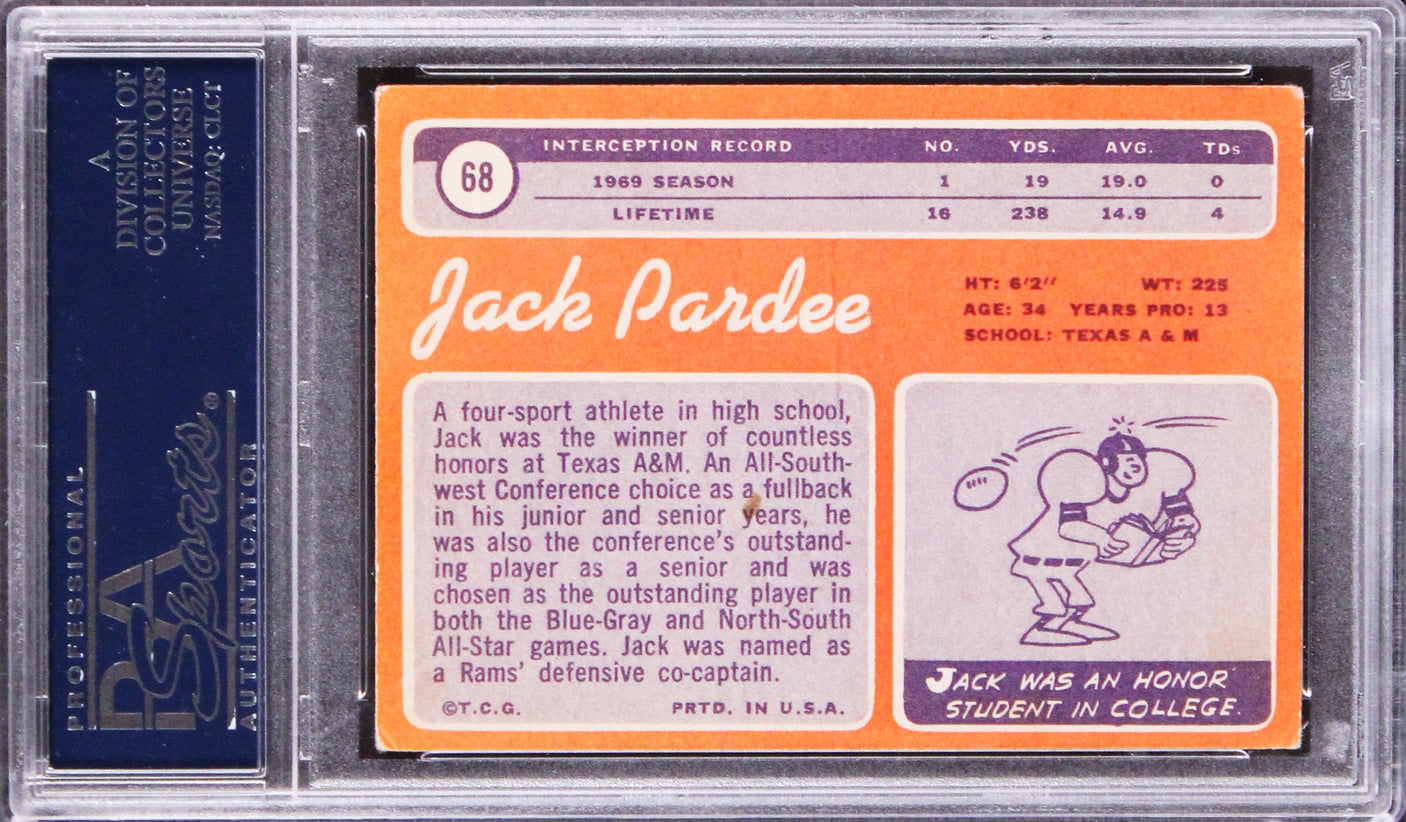 A
DIVISION OF
COLLECTORS
UNIVERSE
NASDAQ: CLCT
PROFESSIONAL
PSA
Sports®
AUTHENTICATOR
PSA
68
INTERCEPTION RECORD NO. YDS. AVG. TDs
1969 SEASON 1 19 19.0 0
LIFETIME 16 238 14.9 4
Jack Pardee
HT: 6'2" WT: 225
AGE: 34 YEARS PRO: 13
SCHOOL: TEXAS A & M
A four-sport athlete in high school,
Jack was the winner of countless
honors at Texas A&M. An All-South-
west Conference choice as a fullback
in his junior and senior years, he
was also the conference's outstand-
ing player as a senior and was
chosen as the outstanding player in
both the Blue-Gray and North-South
All-Star games. Jack was named as
a Rams' defensive co-captain.
©T.C.G. PRTD. IN U.S.A.
JACK WAS AN HONOR
STUDENT IN COLLEGE.